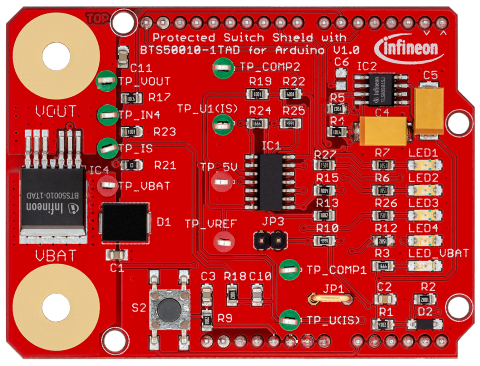 TOP
Protected Switch Shield with
BTS50010-1TAD for Arduino V1.0
infineon
C11
TP_COMP2
C6
IC2
C5
TP_VOUT
R19
R22
VOUT
R17
R5
TP_IN4
TP_U1(IS)
C4
R23
R24
R25
R4
TP_IS
IC1
R27
R7
LED1
IC4
R21
TP_5V
Infineon
BTS50010
-1TAD
TP_VBAT
R15
R6
LED2
D1
R13
R26
LED3
TP_VREF
JP3
R10
R12
LED4
VBAT
C1
R3
LED_VBAT
TP_COMP1
C3
R18
C10
JP1
C2
R2
S2
R9
TP_U(IS)
R1
D2